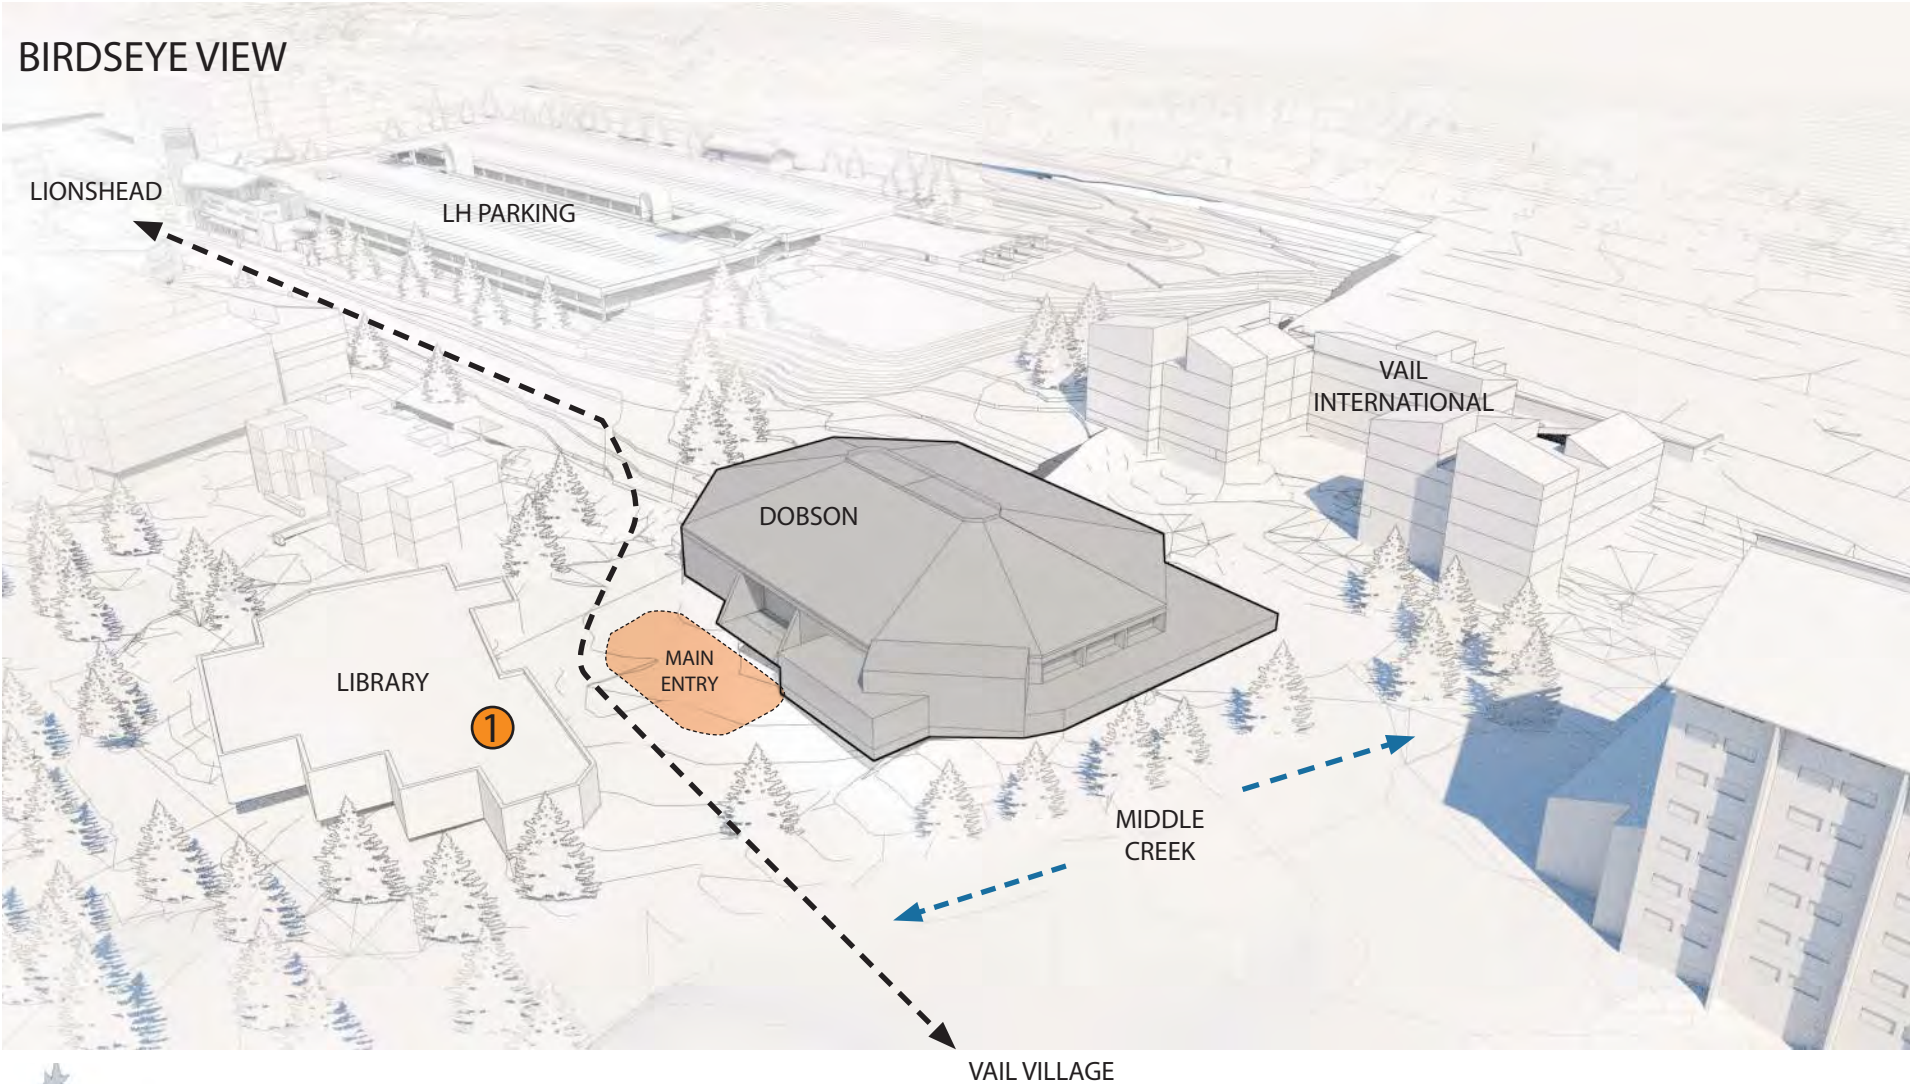 BIRDSEYE VIEW
LIONSHEAD
LH PARKING
VAIL
INTERNATIONAL
DOBSON
MAIN
ENTRY
LIBRARY
1
MIDDLE
CREEK
VAIL VILLAGE